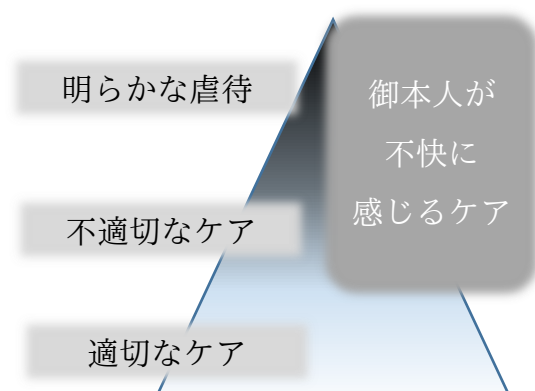 明らかな虐待
御本人が
不快に
感じるケア
不適切なケア
適切なケア